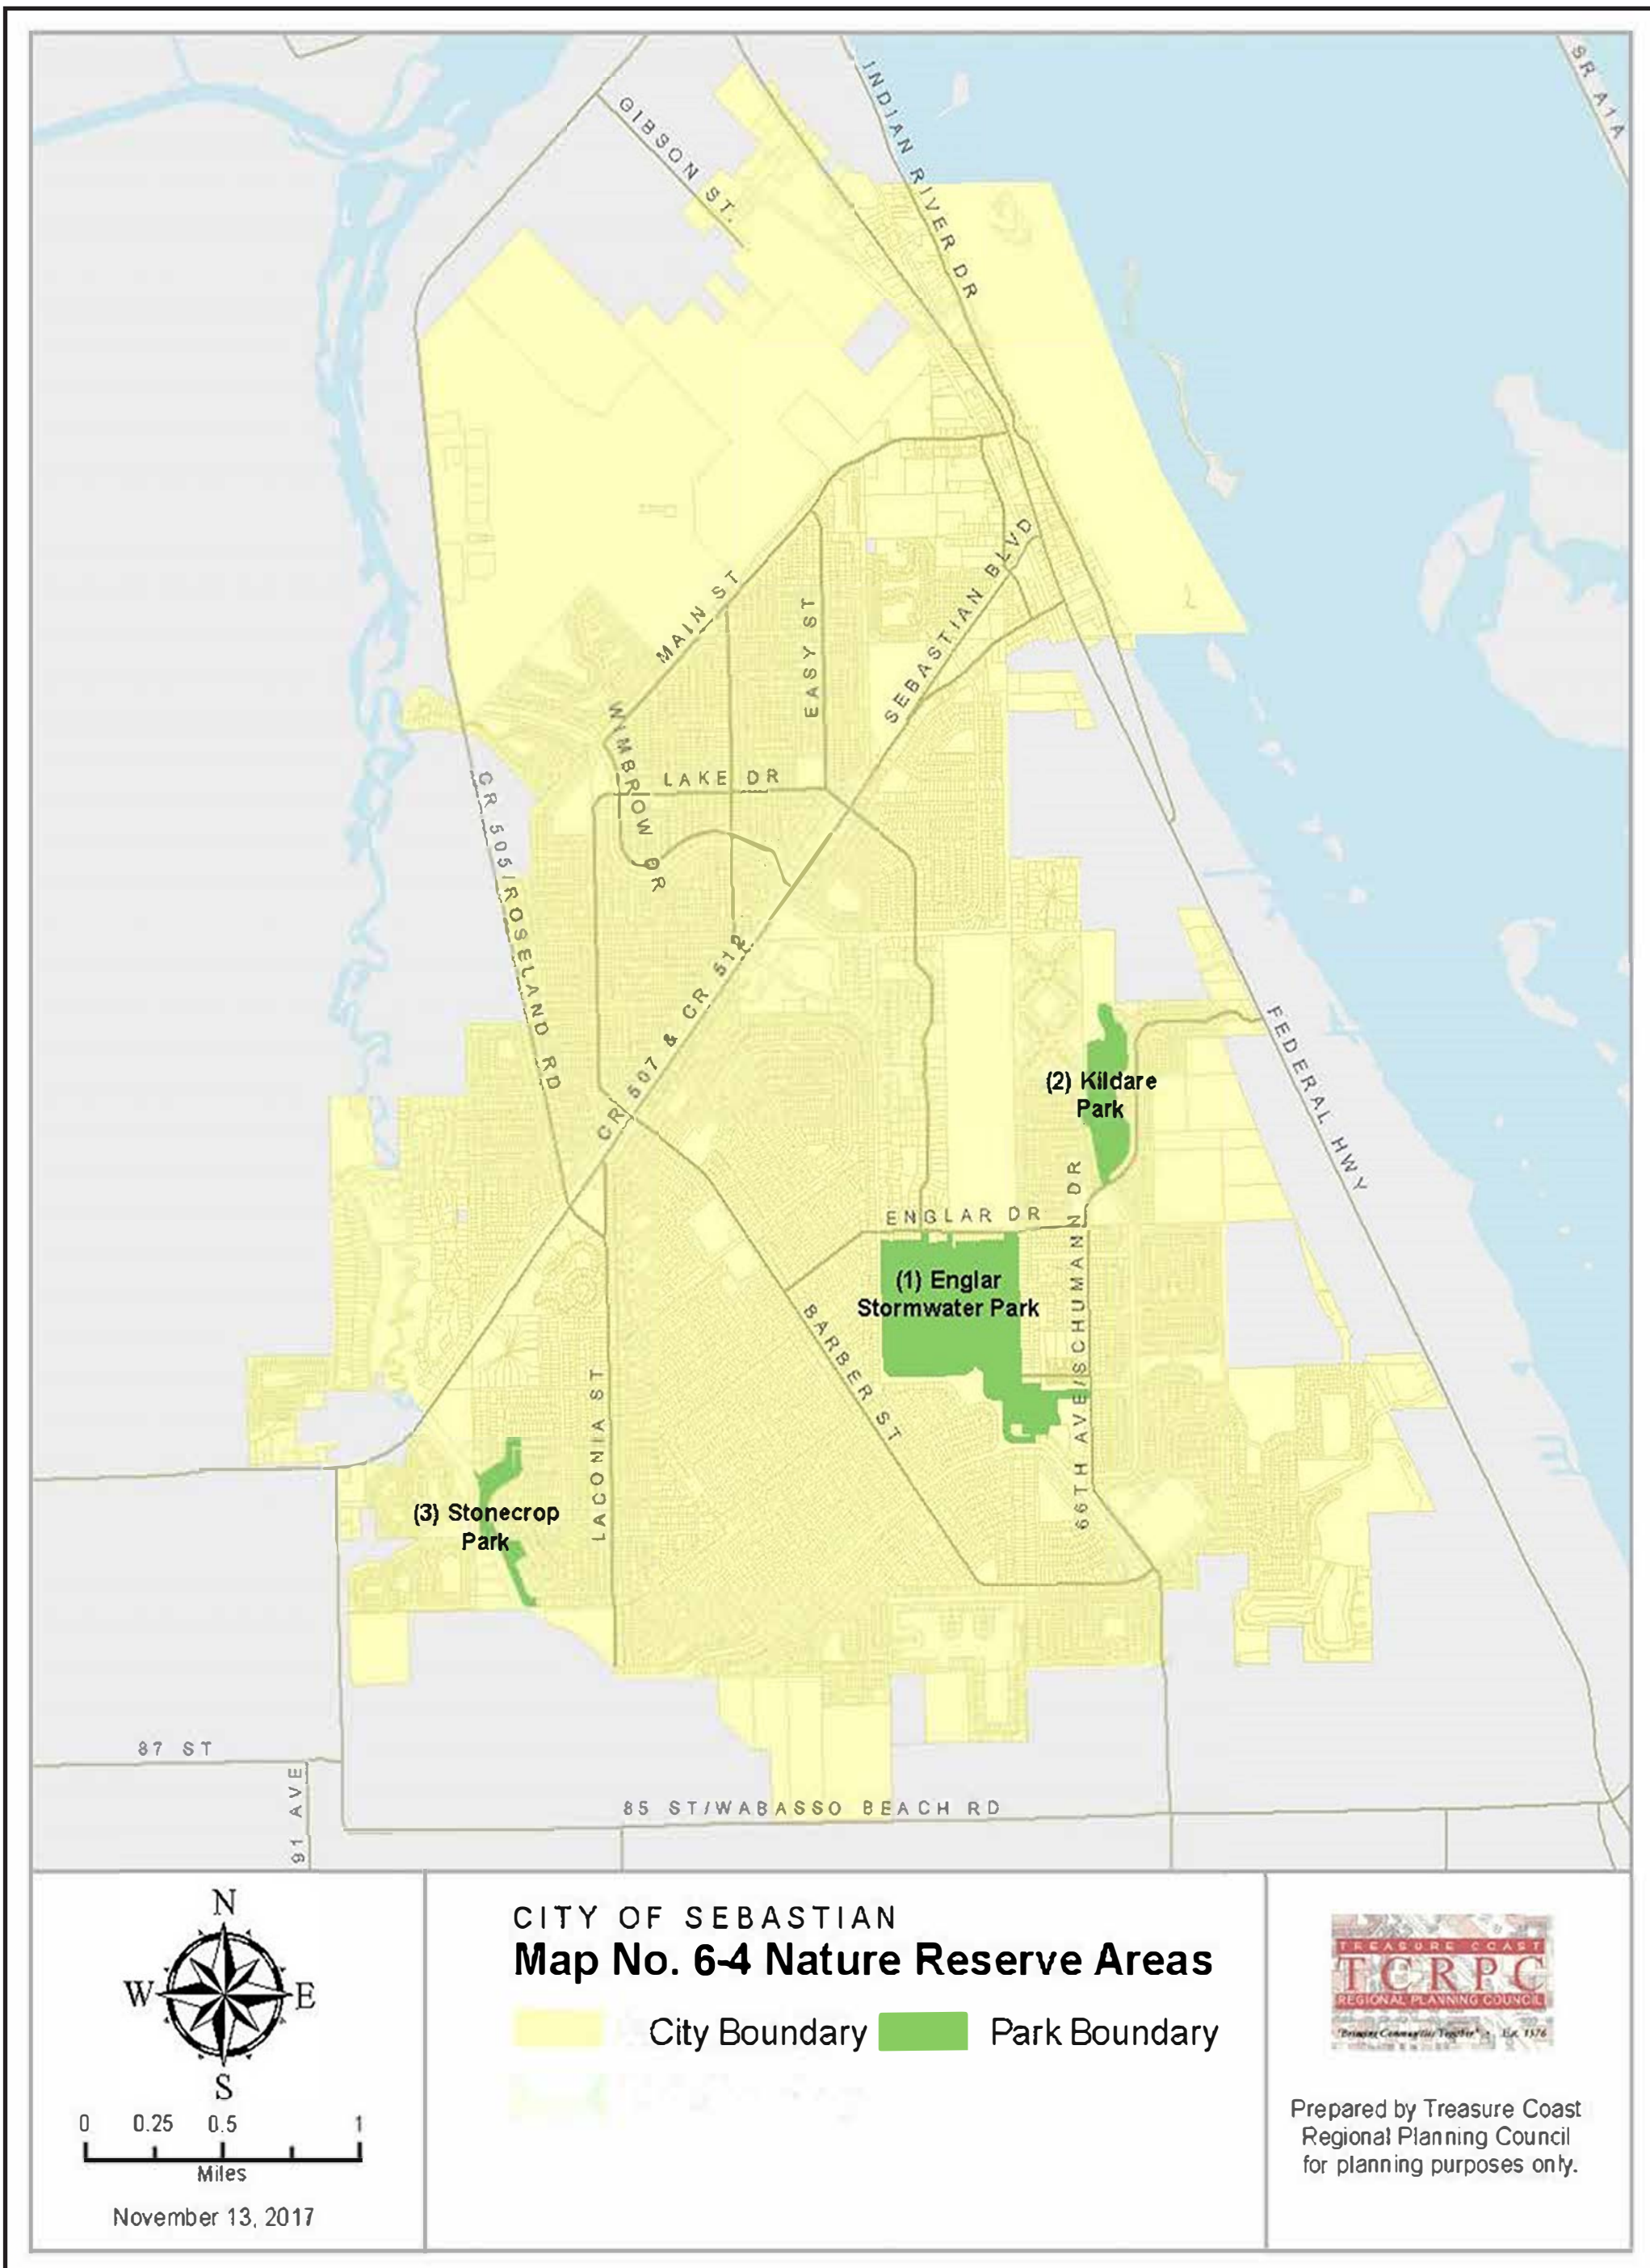 SR A1A
INDIAN RIVER DR
GIBSON ST.
MAIN ST
EASY ST
SEBASTIAN BLVD
WIMBROW DR
LAKE DR
CR 505/ROSELAND RD
CR 507 & CR 512
FEDERAL HWY
(2) Kildare
Park
ENGLAR DR
(1) Englar
Stormwater Park
66TH AVE/SCHUMANN DR
BARBER ST
LACONIA ST
(3) Stonecrop
Park
87 ST
91 AVE
85 ST/WABASSO BEACH RD
N
W E
S
0 0.25 0.5 1
Miles
November 13, 2017
CITY OF SEBASTIAN
Map No. 6-4 Nature Reserve Areas
City Boundary Park Boundary
TREASURE COAST
TCRPC
REGIONAL PLANNING COUNCIL
"Bringing Communities Together" • Est. 1976
Prepared by Treasure Coast
Regional Planning Council
for planning purposes only.